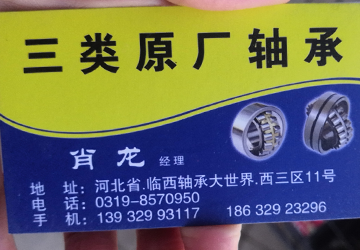 三类原厂轴承
肖龙 经理
地 址: 河北省.临西轴承大世界.西三区11号
电 话: 0319-8570950
手 机: 139 329 93117 186 329 23296